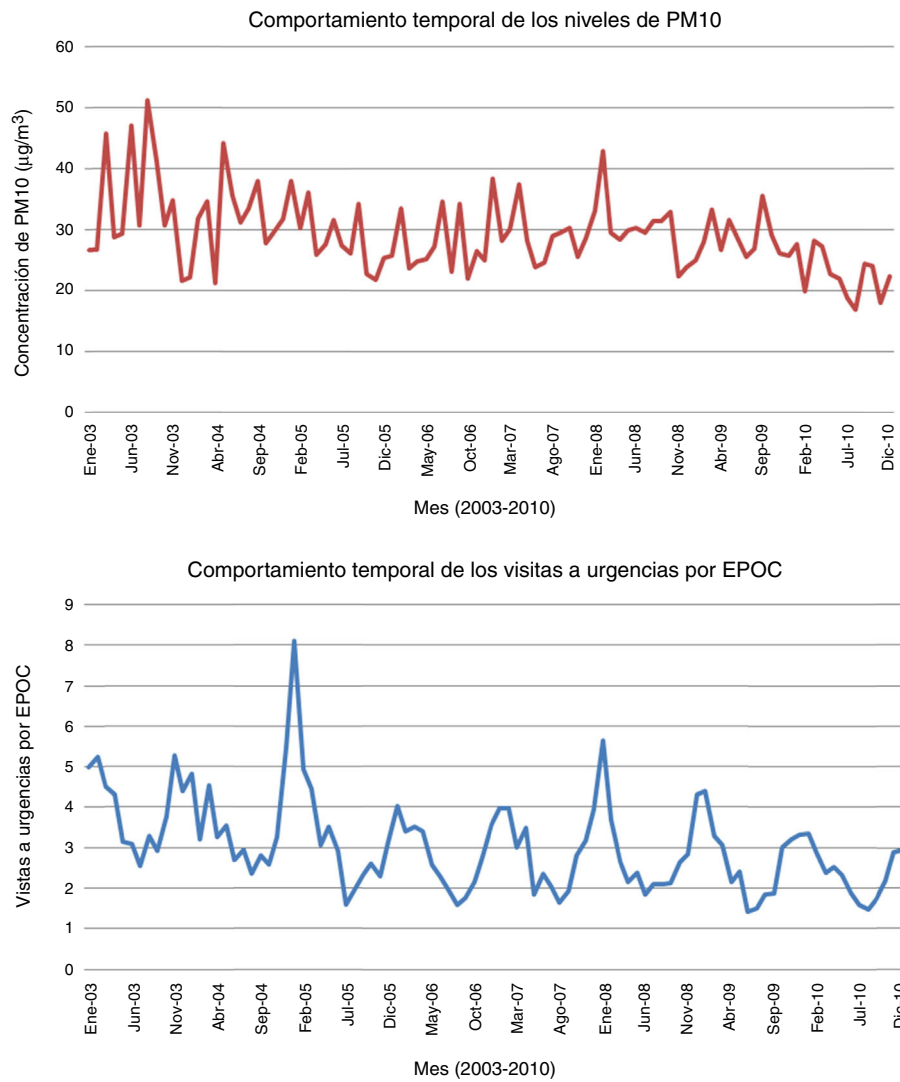 Comportamiento temporal de los niveles de PM10
Concentración de PM10 (μg/m³)
60
50
40
30
20
10
0
Ene-03
Jun-03
Nov-03
Abr-04
Sep-04
Feb-05
Jul-05
Dic-05
May-06
Oct-06
Mar-07
Ago-07
Ene-08
Jun-08
Nov-08
Abr-09
Sep-09
Feb-10
Jul-10
Dic-10
Mes (2003-2010)
Comportamiento temporal de los visitas a urgencias por EPOC
Vistas a urgencias por EPOC
9
8
7
6
5
4
3
2
1
0
Ene-03
Jun-03
Nov-03
Abr-04
Sep-04
Feb-05
Jul-05
Dic-05
May-06
Oct-06
Mar-07
Ago-07
Ene-08
Jun-08
Nov-08
Abr-09
Sep-09
Feb-10
Jul-10
Dic-10
Mes (2003-2010)